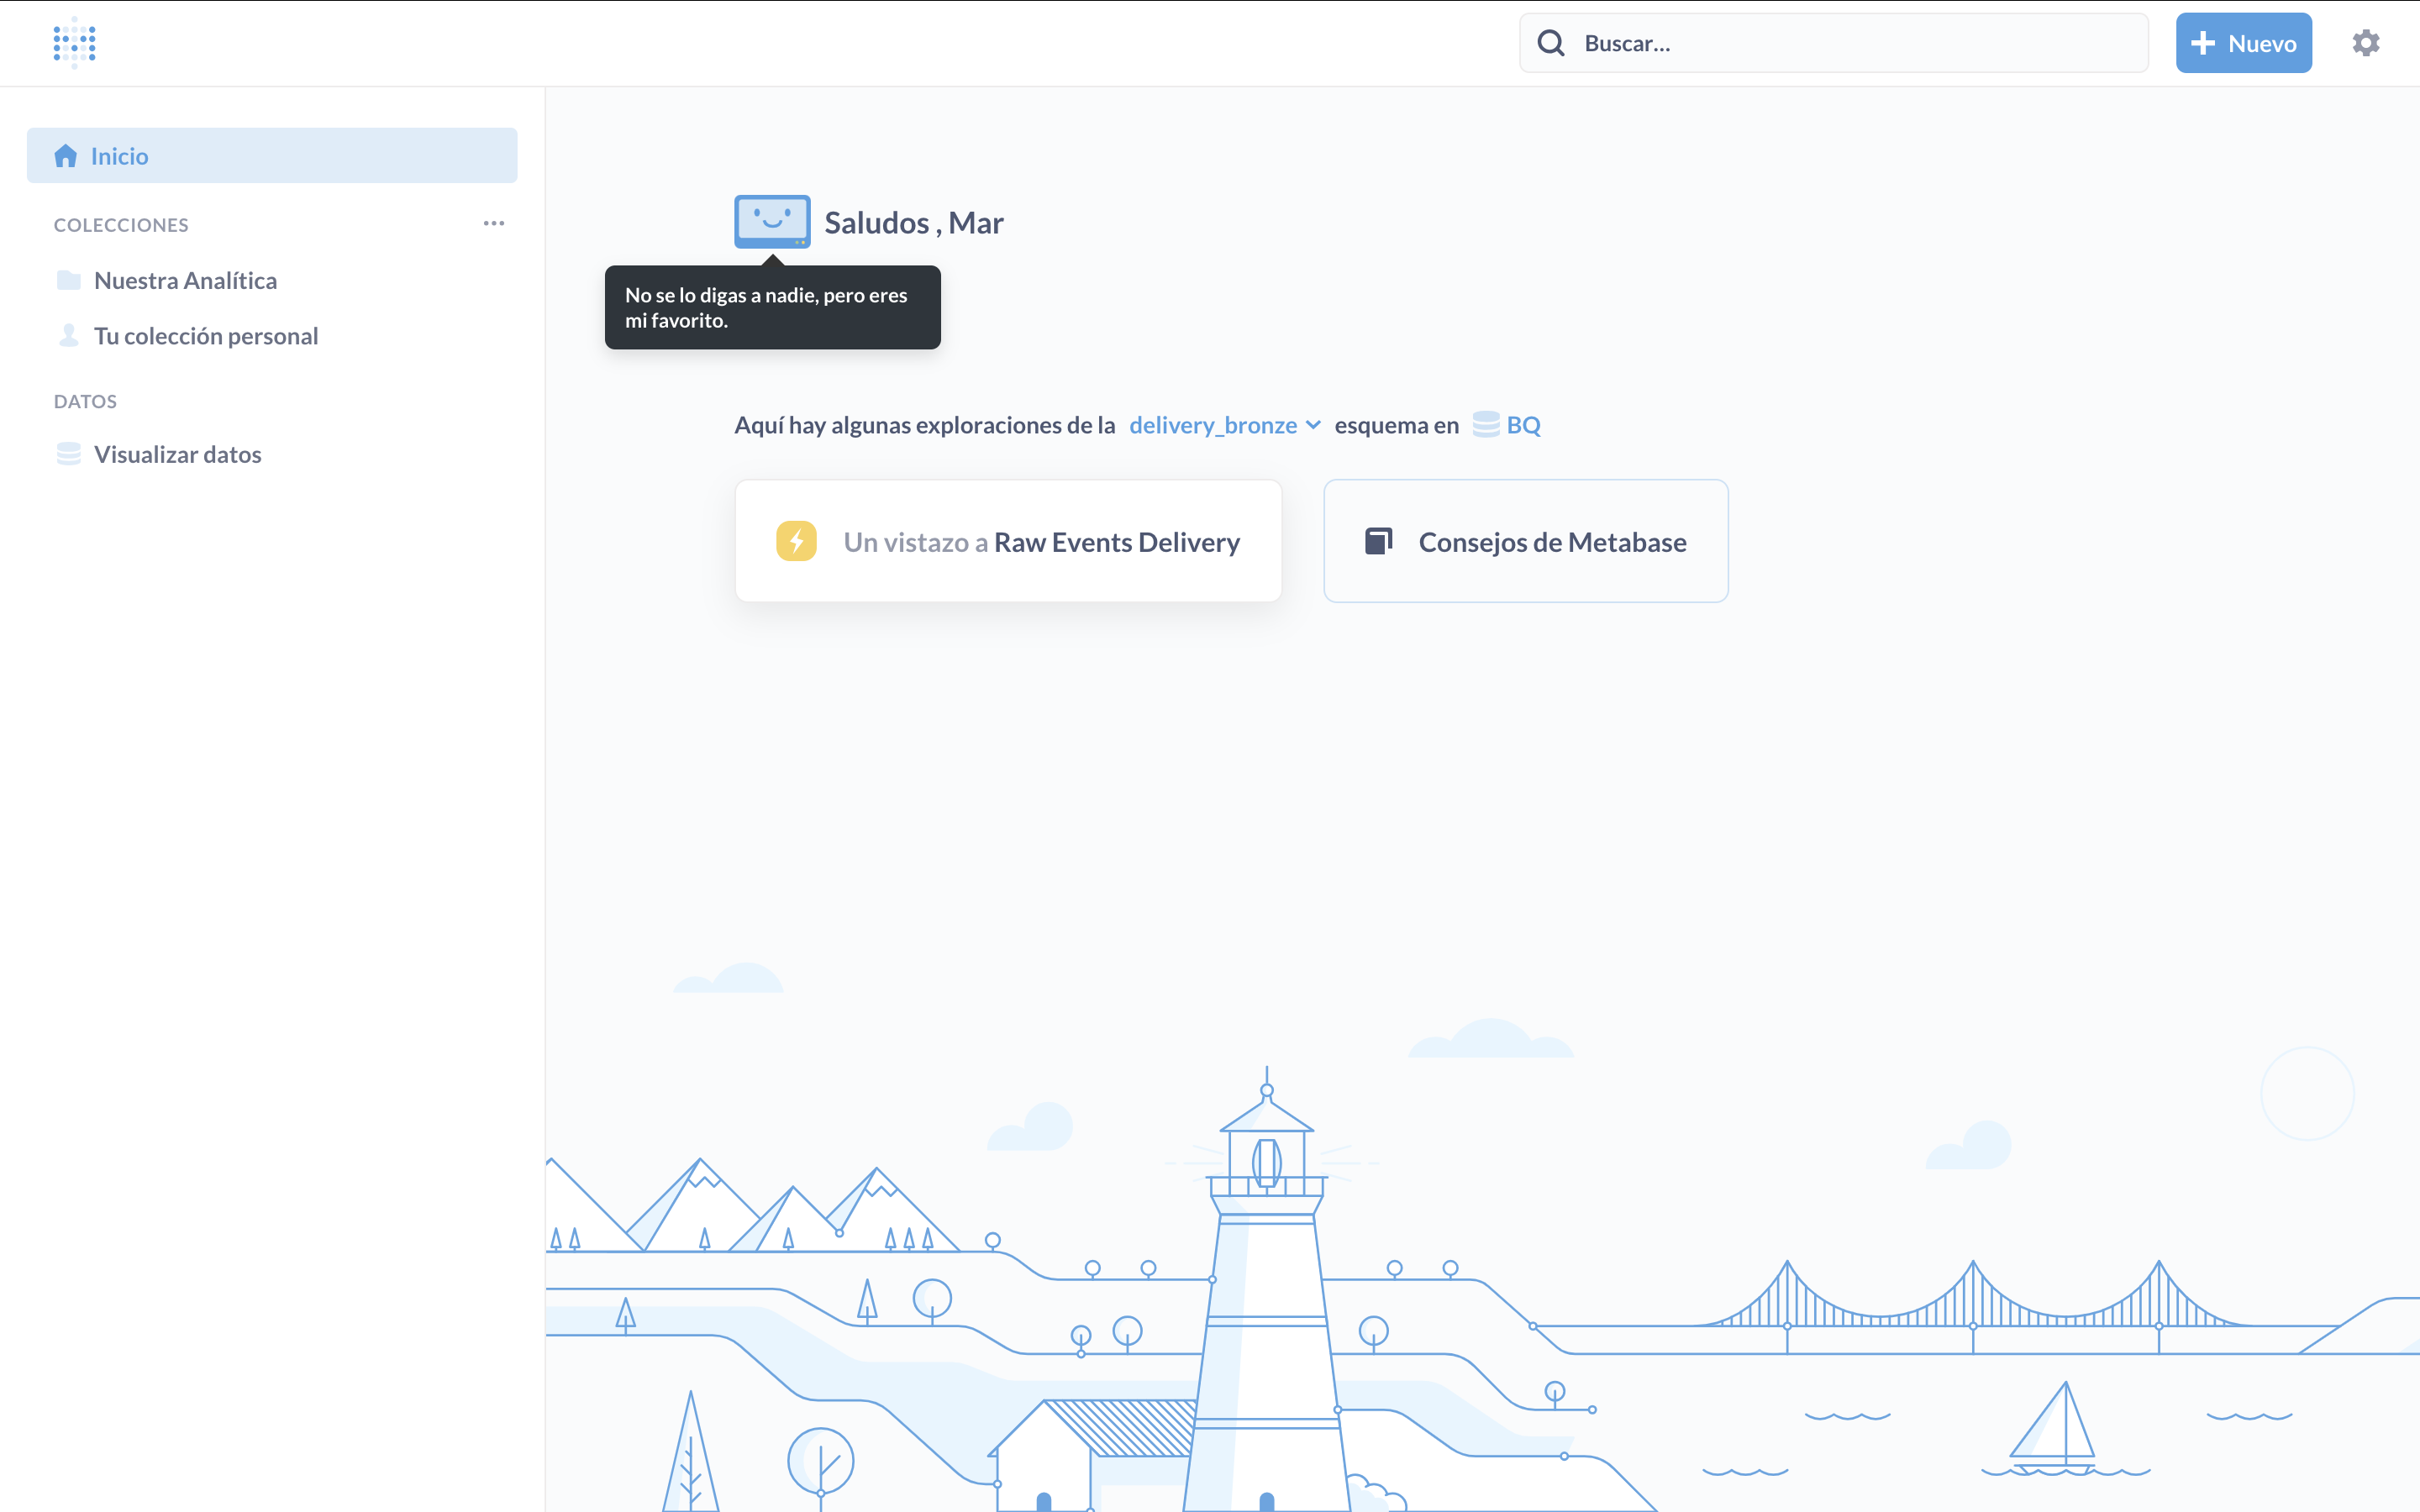 Buscar...
Nuevo
Inicio
COLECCIONES
Nuestra Analítica
Tu colección personal
DATOS
Visualizar datos
Saludos , Mar
No se lo digas a nadie, pero eres
mi favorito.
Aquí hay algunas exploraciones de la delivery_bronze esquema en BQ
Un vistazo a Raw Events Delivery
Consejos de Metabase